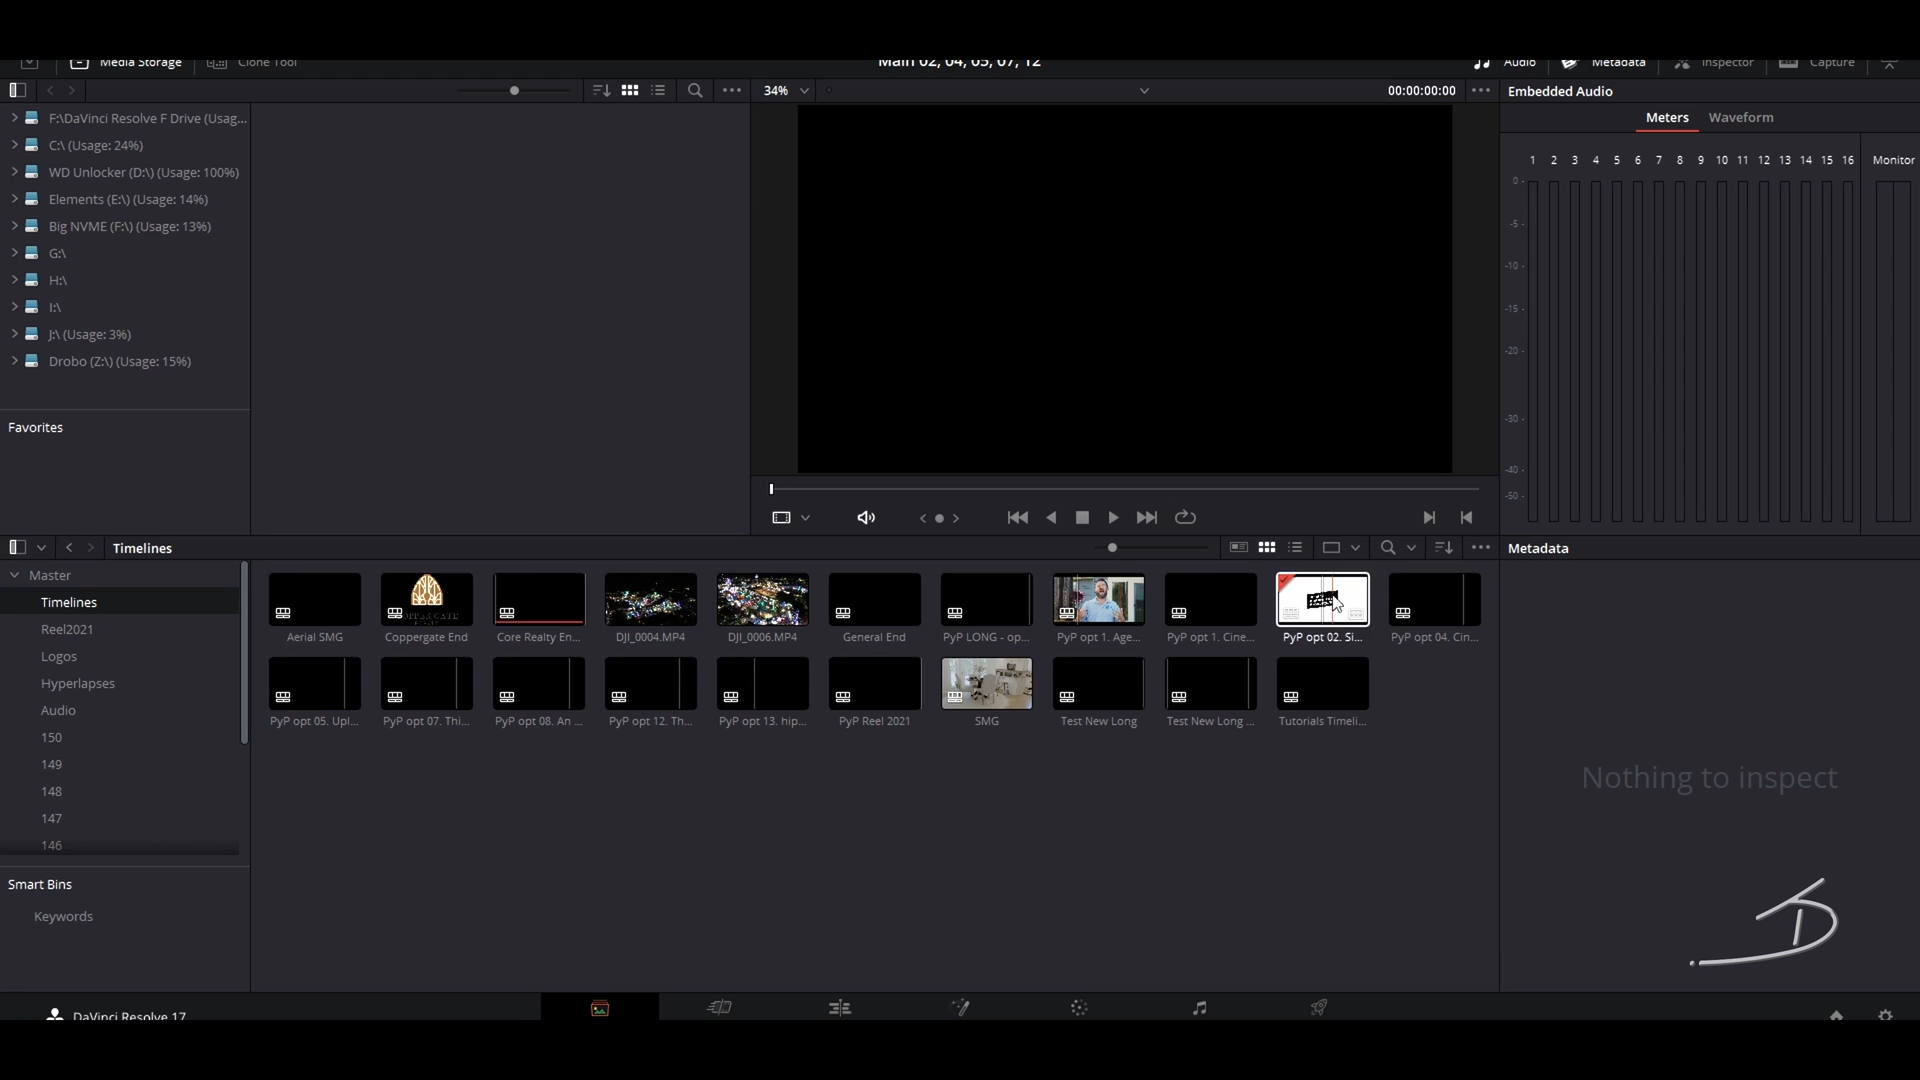 Media Storage
Clone Tool
Main 02, 04, 05, 07, 12
Audio
Metadata
Inspector
Capture
34%
00:00:00:00
Embedded Audio
Meters
Waveform
1 2 3 4 5 6 7 8 9 10 11 12 13 14 15 16
Monitor
0 -
-5 -
-10 -
-15 -
-20 -
-30 -
-40 -
-50 -
F:\DaVinci Resolve F Drive (Usag...
C:\ (Usage: 24%)
WD Unlocker (D:\) (Usage: 100%)
Elements (E:\) (Usage: 14%)
Big NVME (F:\) (Usage: 13%)
G:\
H:\
I:\
J:\ (Usage: 3%)
Drobo (Z:\) (Usage: 15%)
Favorites
Timelines
Metadata
Master
Timelines
Reel2021
Logos
Hyperlapses
Audio
150
149
148
147
146
Smart Bins
Keywords
Aerial SMG
Coppergate End
Core Realty En...
DJI_0004.MP4
DJI_0006.MP4
General End
PyP LONG - op...
PyP opt 1. Age...
PyP opt 1. Cine...
PyP opt 02. Si...
PyP opt 04. Cin...
PyP opt 05. Upl...
PyP opt 07. Thi...
PyP opt 08. An ...
PyP opt 12. Th...
PyP opt 13. hip...
PyP Reel 2021
SMG
Test New Long
Test New Long ...
Tutorials Timeli...
Nothing to inspect
DaVinci Resolve 17